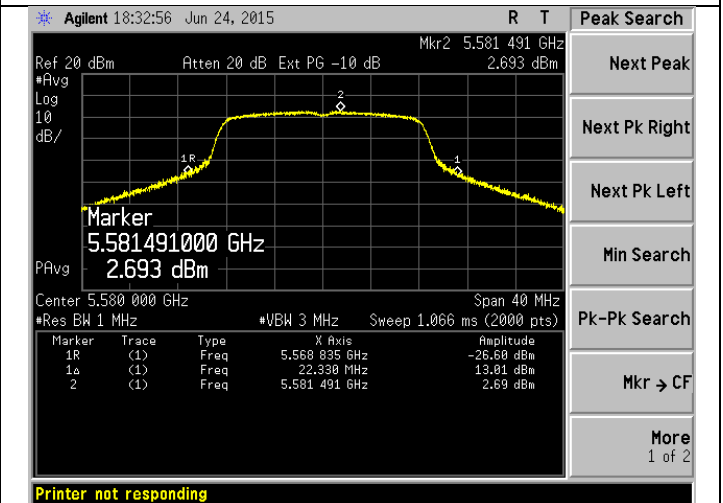 Agilent 18:32:56 Jun 24, 2015 R T Peak Search
Mkr2 5.581 491 GHz
Ref 20 dBm Atten 20 dB Ext PG -10 dB 2.693 dBm
#Avg
Log
10
dB/
2
1R
1
Marker
5.581491000 GHz
2.693 dBm
PAvg
Center 5.580 000 GHz Span 40 MHz
#Res BW 1 MHz #VBW 3 MHz Sweep 1.066 ms (2000 pts)
Marker Trace Type X Axis Amplitude
1R (1) Freq 5.568 835 GHz -26.60 dBm
1Δ (1) Freq 22.330 MHz 13.01 dBm
2 (1) Freq 5.581 491 GHz 2.69 dBm
Next Peak
Next Pk Right
Next Pk Left
Min Search
Pk-Pk Search
Mkr → CF
More
1 of 2
Printer not responding